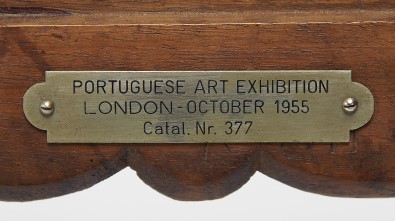 PORTUGUESE ART EXHIBITION
LONDON - OCTOBER 1955
Catal. Nr. 377